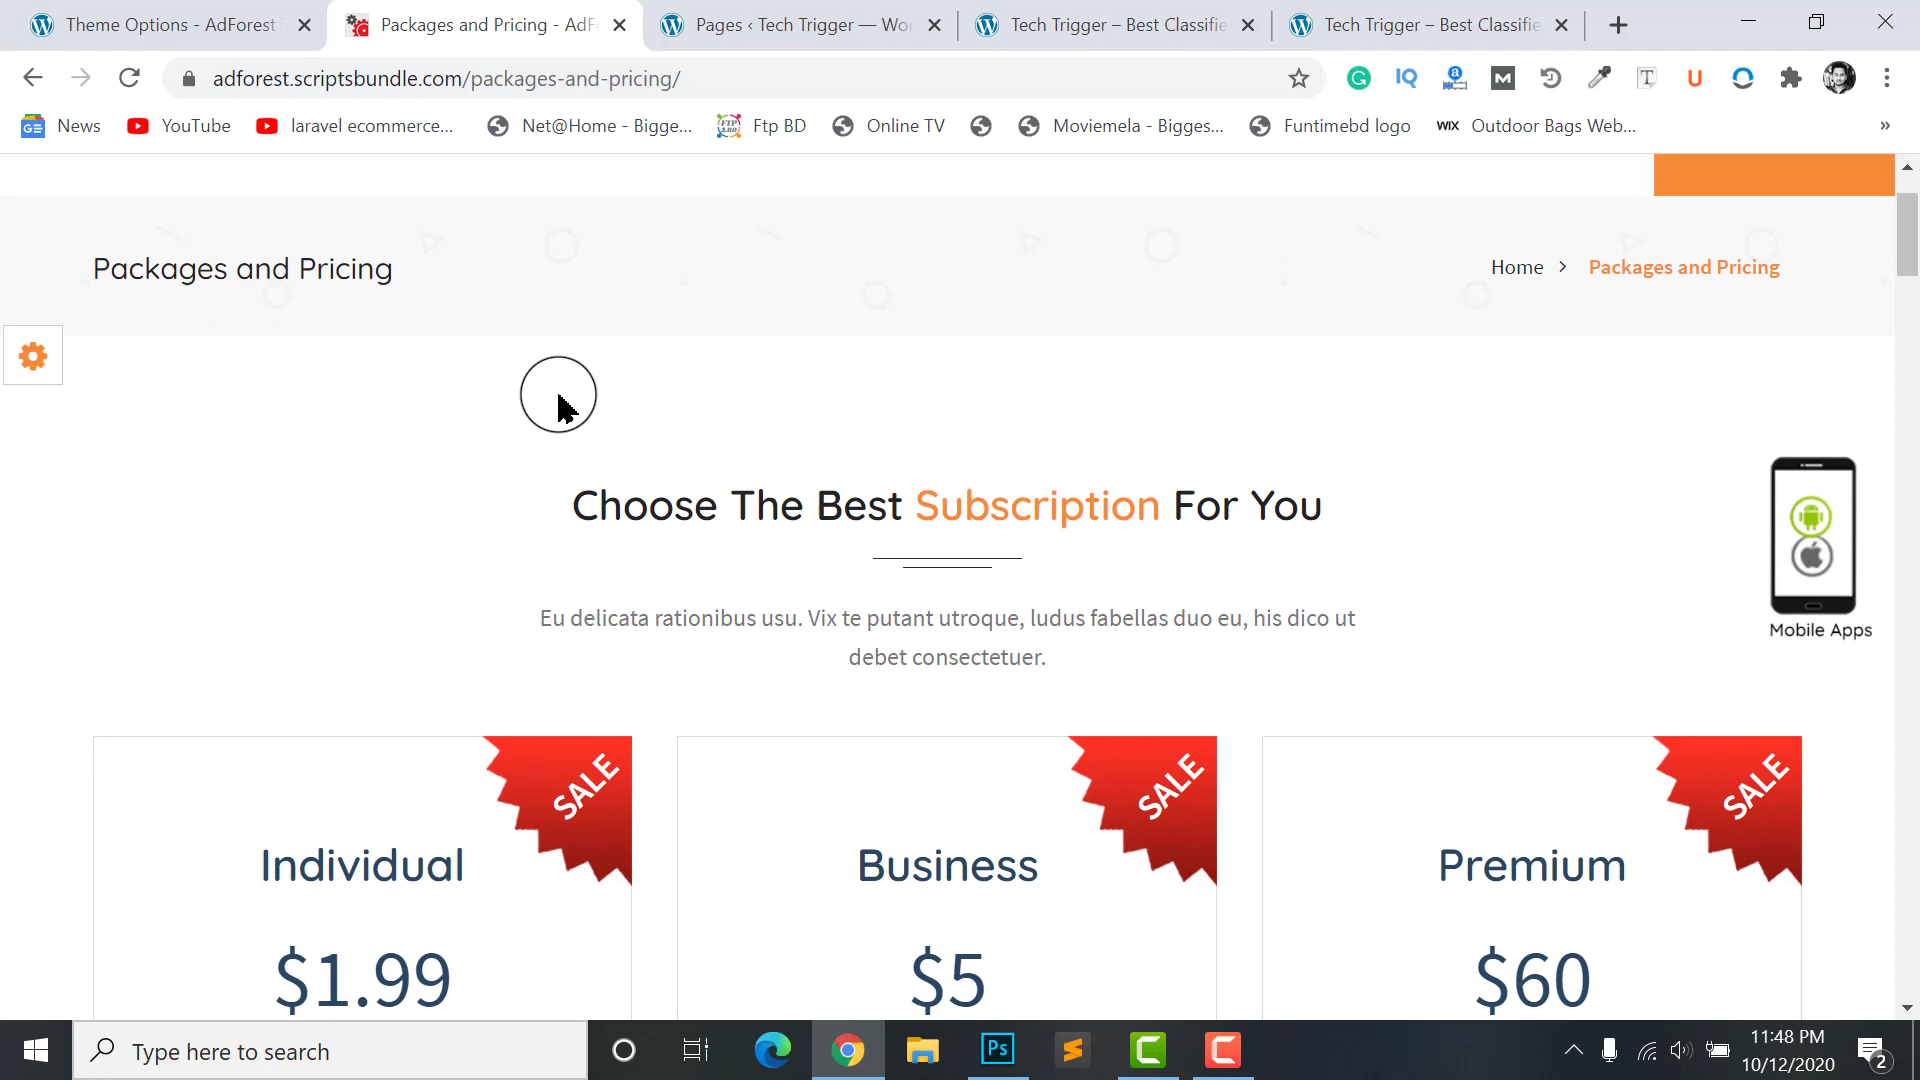 Theme Options - AdForest
Packages and Pricing - AdF
Pages ‹ Tech Trigger — Wor
Tech Trigger – Best Classifie
Tech Trigger – Best Classifie
adforest.scriptsbundle.com/packages-and-pricing/
News
YouTube
laravel ecommerce...
Net@Home - Bigge...
Ftp BD
Online TV
Moviemela - Bigges...
Funtimebd logo
WIX
Outdoor Bags Web...
»
Packages and Pricing
Home > Packages and Pricing
Choose The Best Subscription For You
Eu delicata rationibus usu. Vix te putant utroque, ludus fabellas duo eu, his dico ut
debet consectetuer.
Mobile Apps
SALE
SALE
SALE
Individual
Business
Premium
$1.99
$5
$60
Type here to search
Ps
11:48 PM
10/12/2020
2